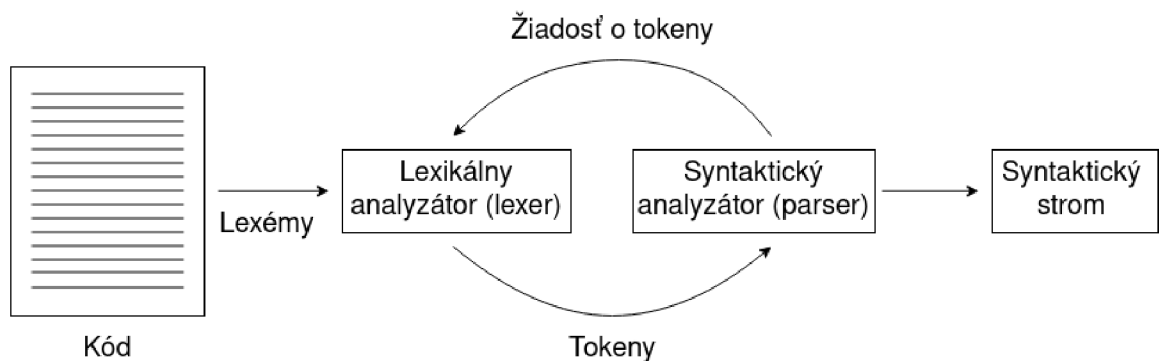 Žiadosť o tokeny
Lexikálny
analyzátor (lexer)
Syntaktický
analyzátor (parser)
Syntaktický
strom
Lexémy
Kód
Tokeny